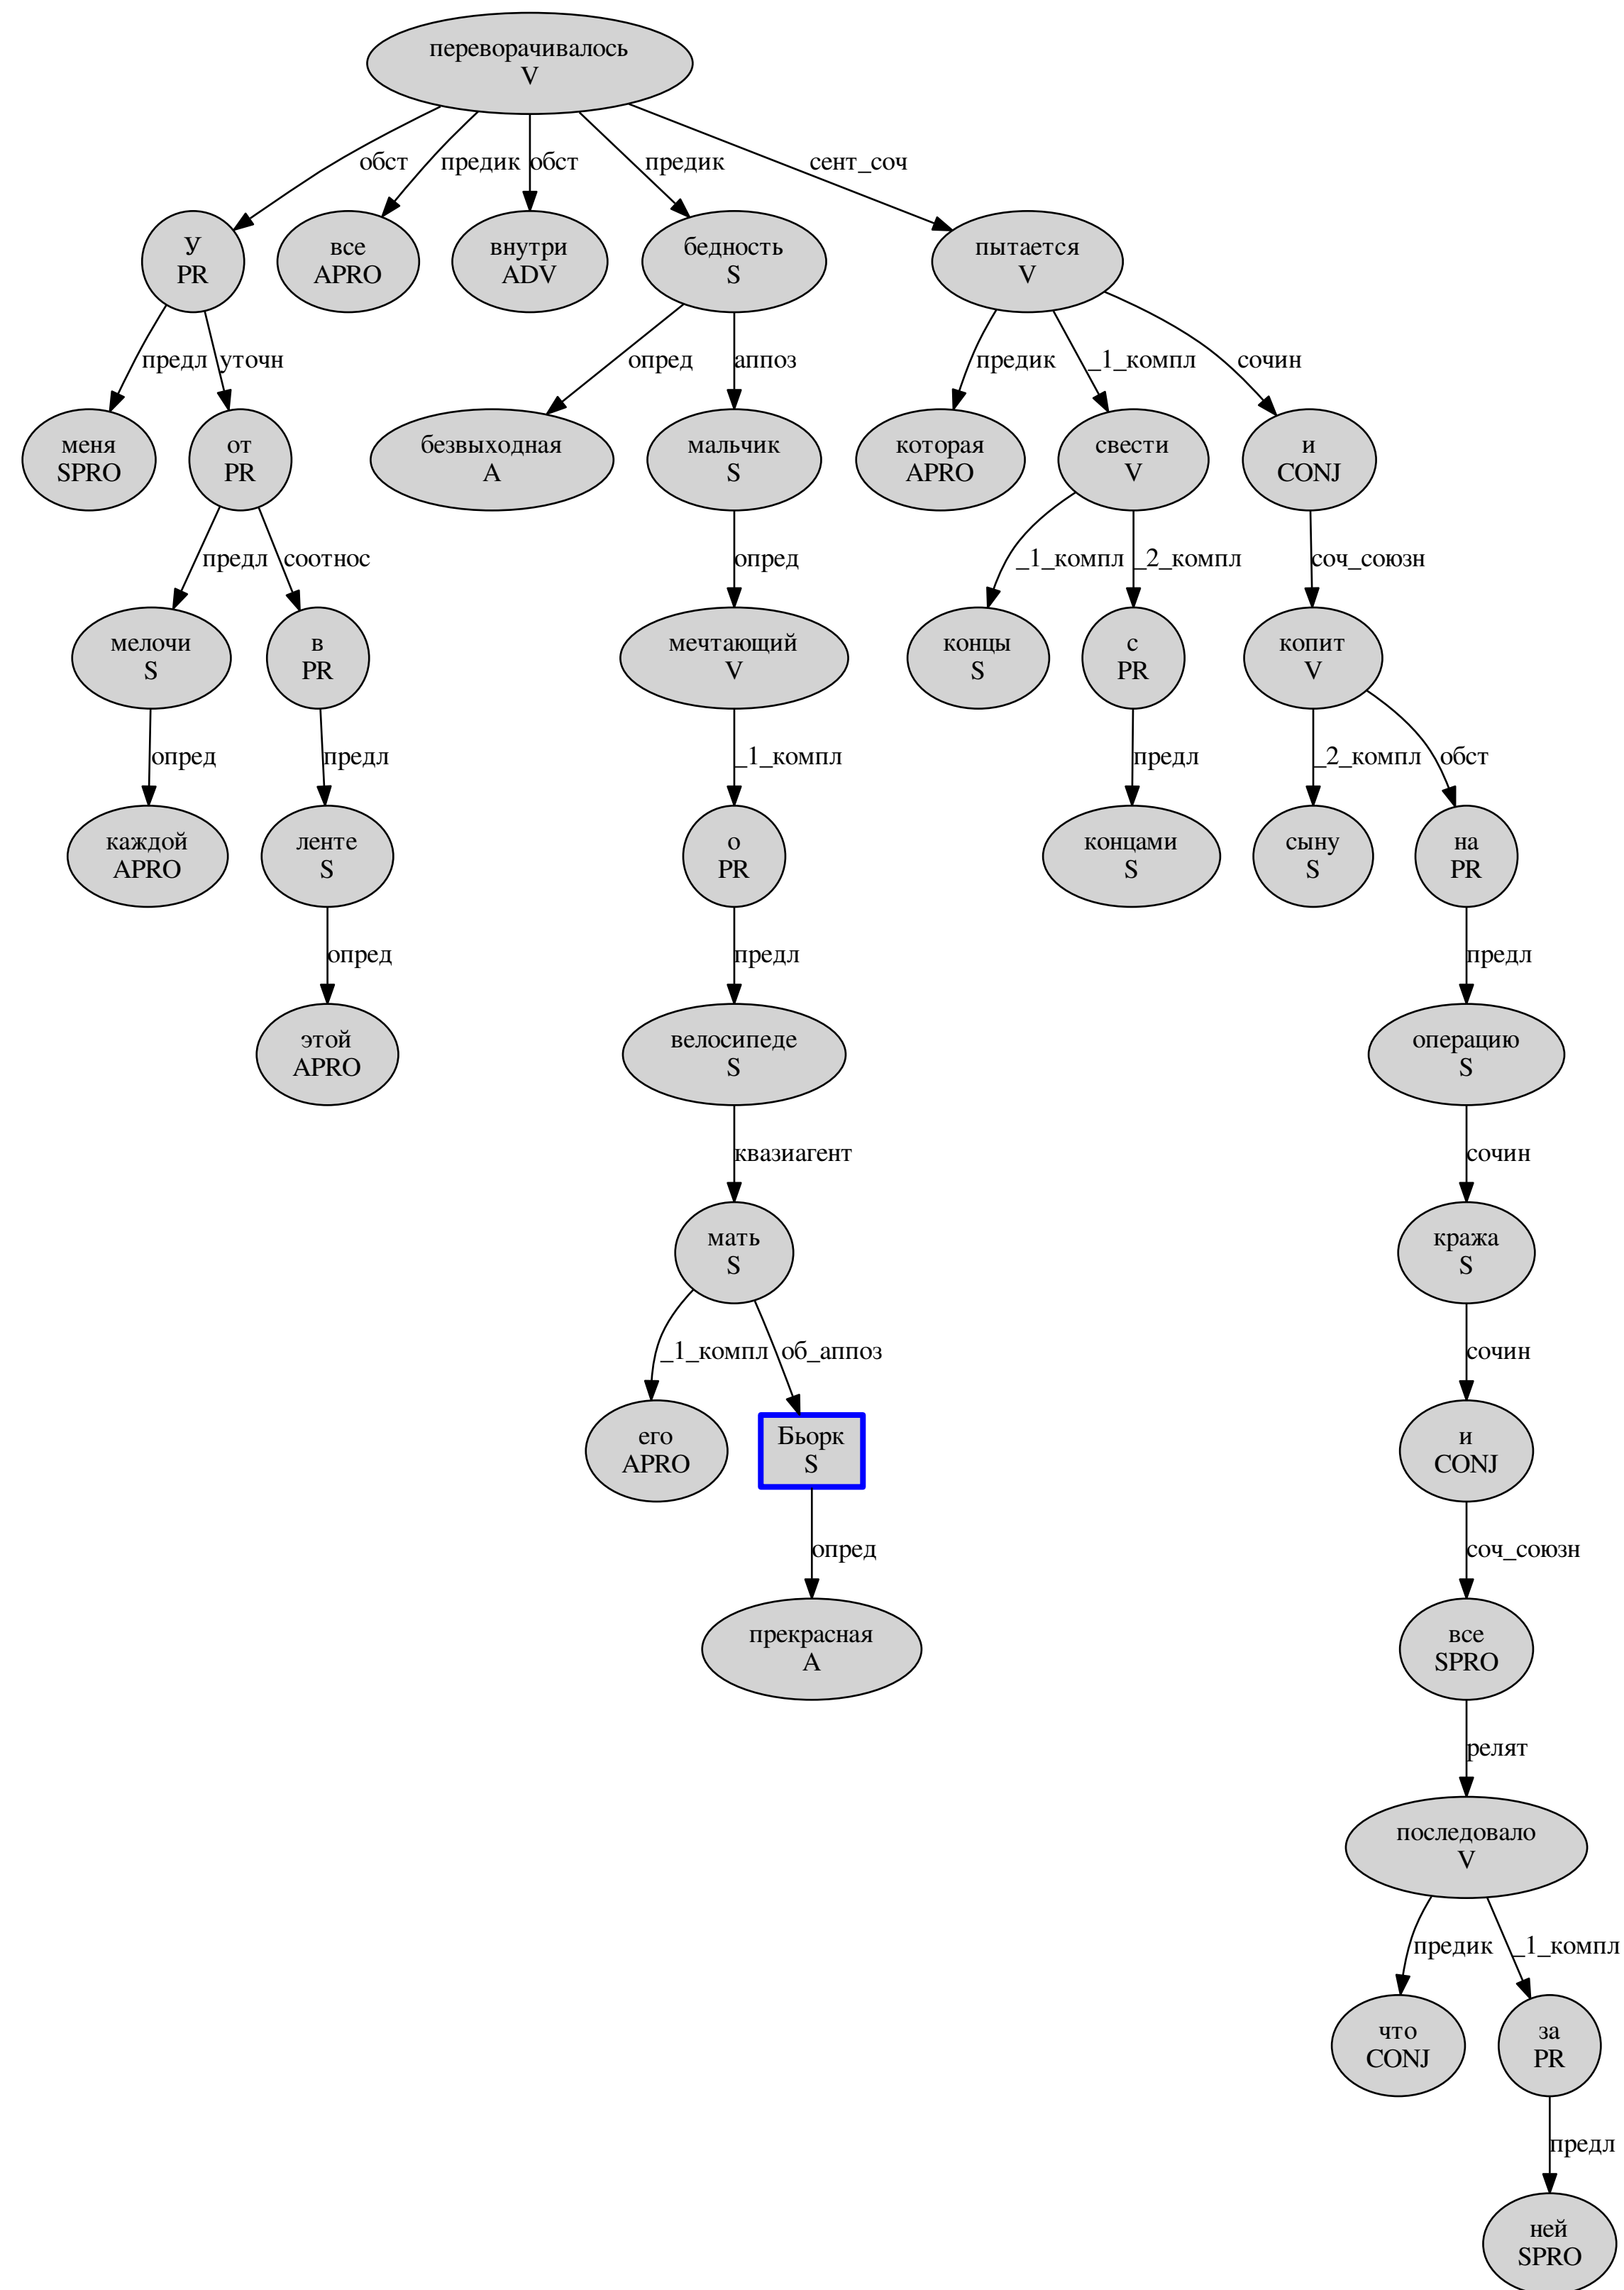 переворачивалось
V
обст
предик
обст
предик
сент_соч
У
PR
все
APRO
внутри
ADV
бедность
S
пытается
V
предл
уточн
опред
аппоз
предик
_1_компл
сочин
меня
SPRO
от
PR
безвыходная
A
мальчик
S
которая
APRO
свести
V
и
CONJ
предл
соотнос
опред
_1_компл
_2_компл
соч_союзн
мелочи
S
в
PR
мечтающий
V
концы
S
с
PR
копит
V
опред
предл
_1_компл
предл
_2_компл
обст
каждой
APRO
ленте
S
о
PR
концами
S
сыну
S
на
PR
опред
предл
предл
этой
APRO
велосипеде
S
операцию
S
квазиагент
сочин
мать
S
кража
S
_1_компл
об_аппоз
сочин
его
APRO
Бьорк
S
и
CONJ
опред
соч_союзн
прекрасная
A
все
SPRO
релят
последовало
V
предик
_1_компл
что
CONJ
за
PR
предл
ней
SPRO